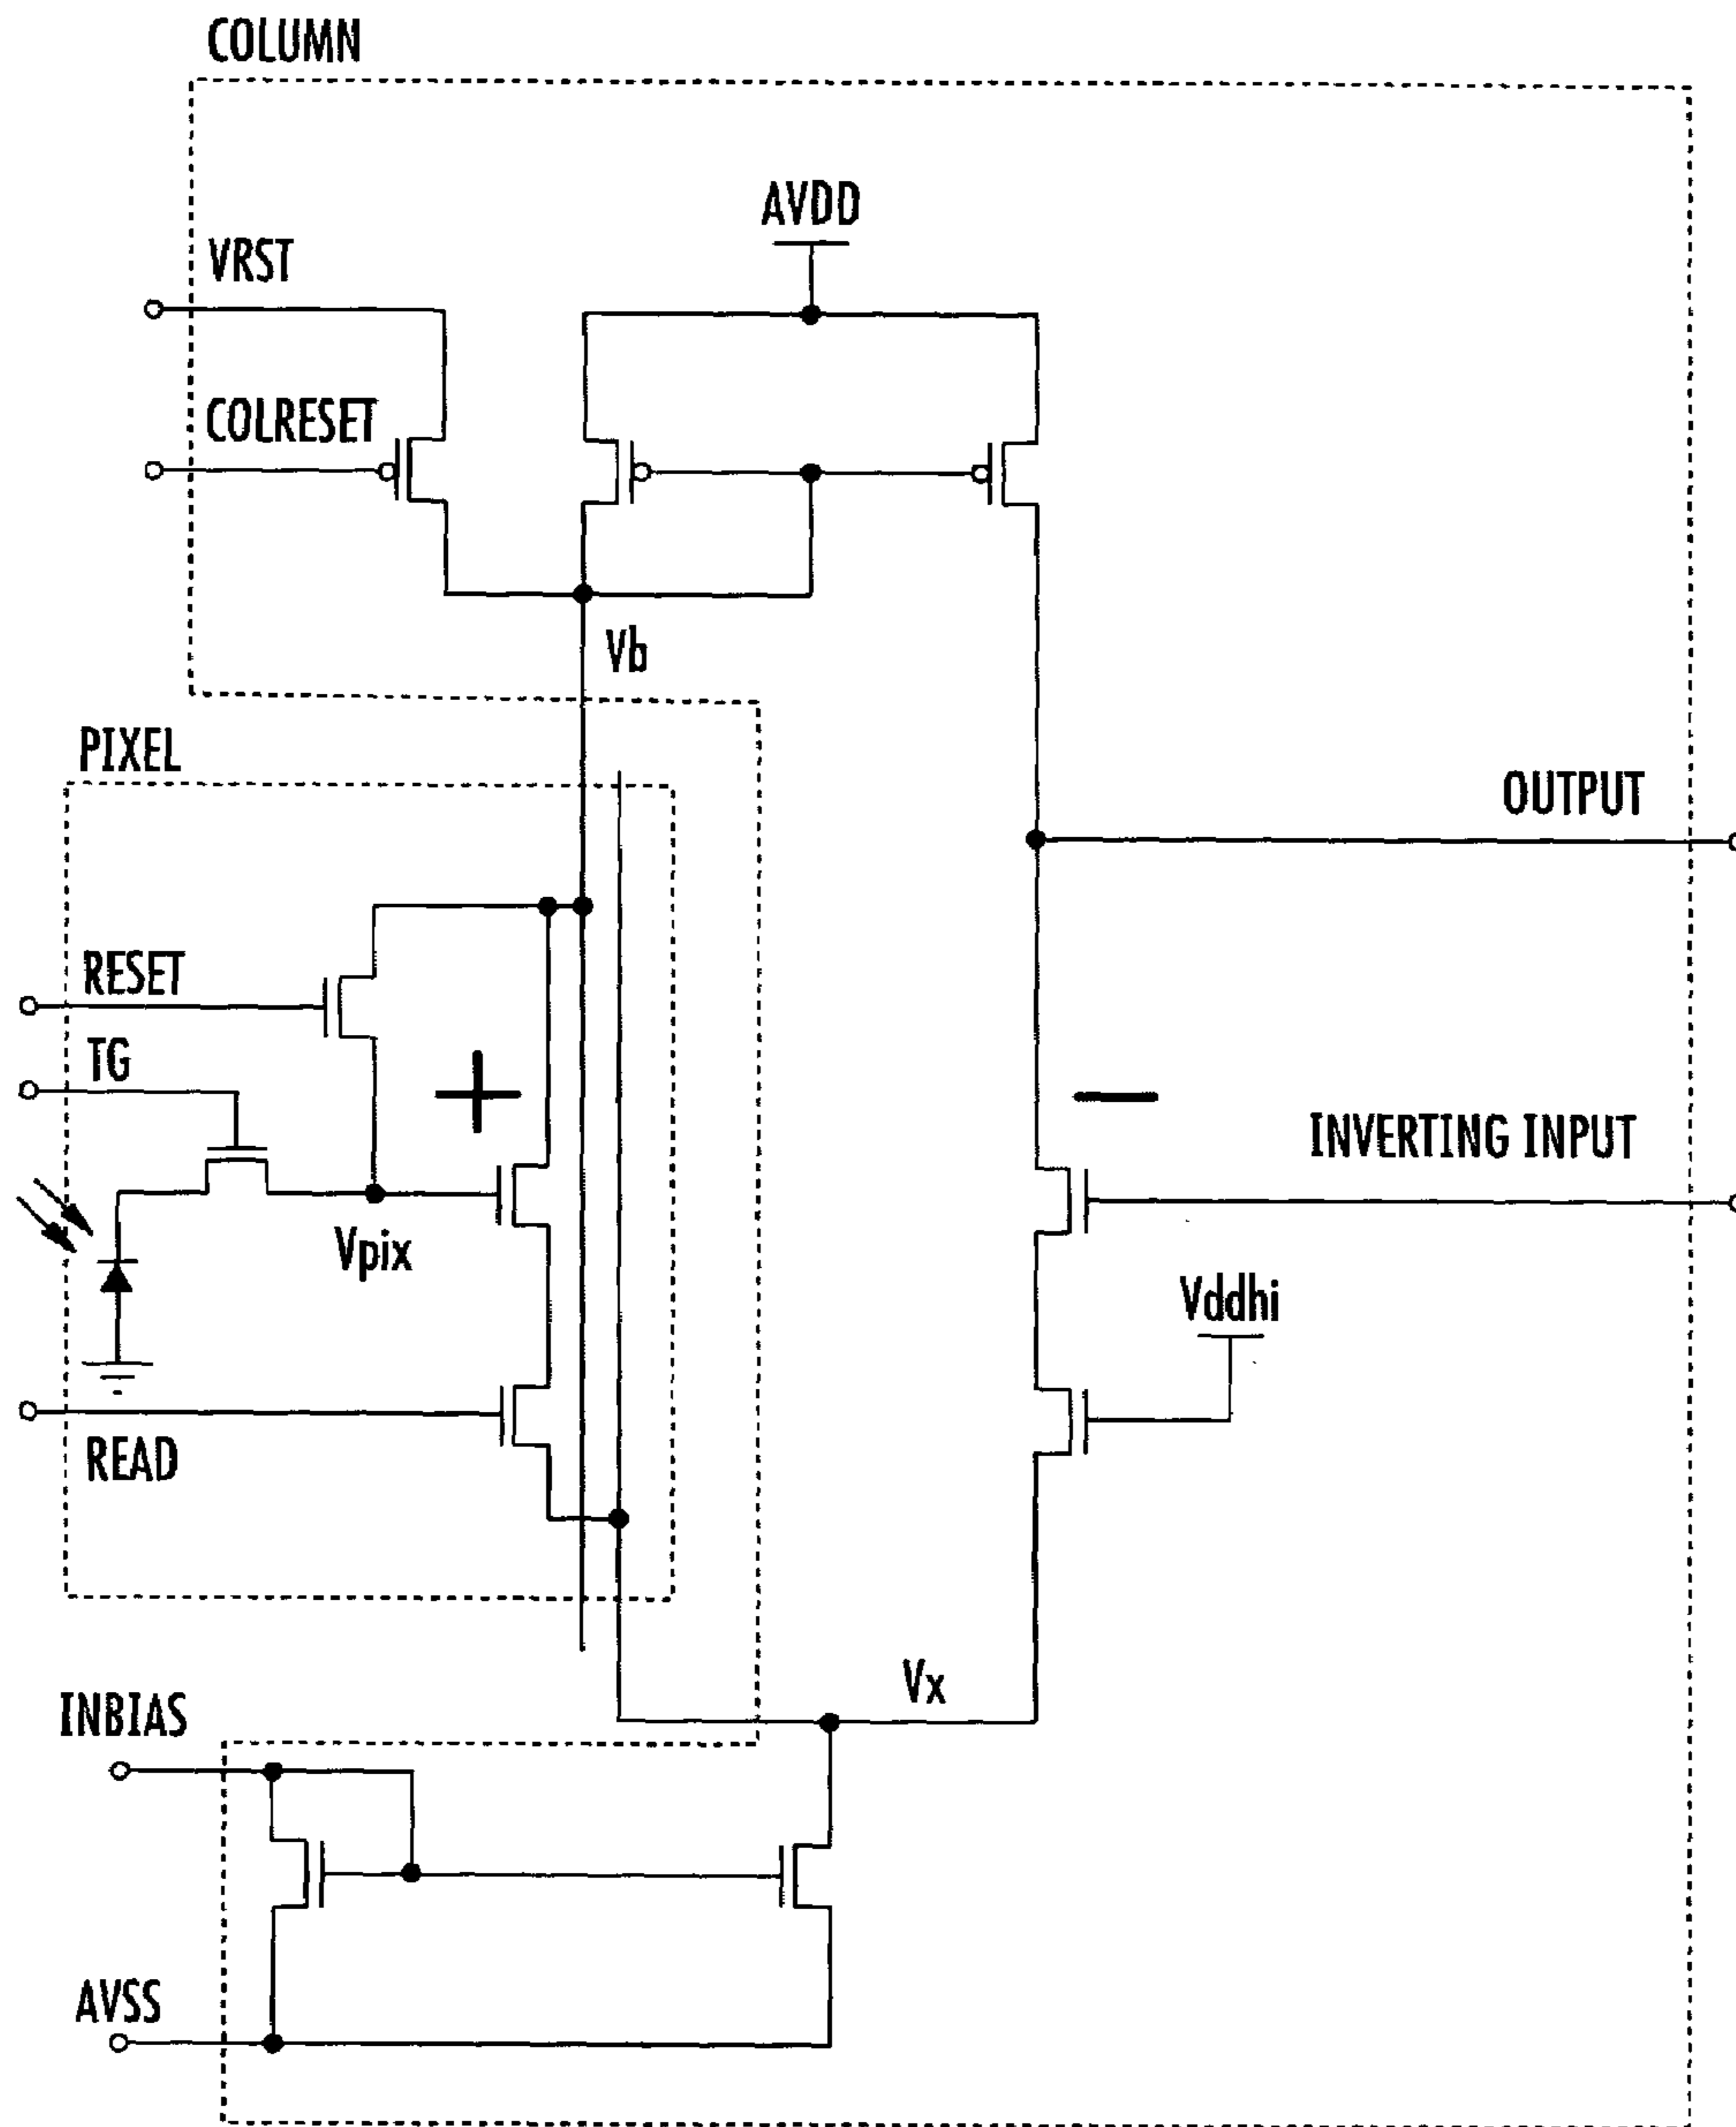 COLUMN
AVDD
VRST
COLRESET
Vb
PIXEL
OUTPUT
RESET
TG
+
−
INVERTING INPUT
Vpix
Vddhi
READ
Vx
INBIAS
AVSS